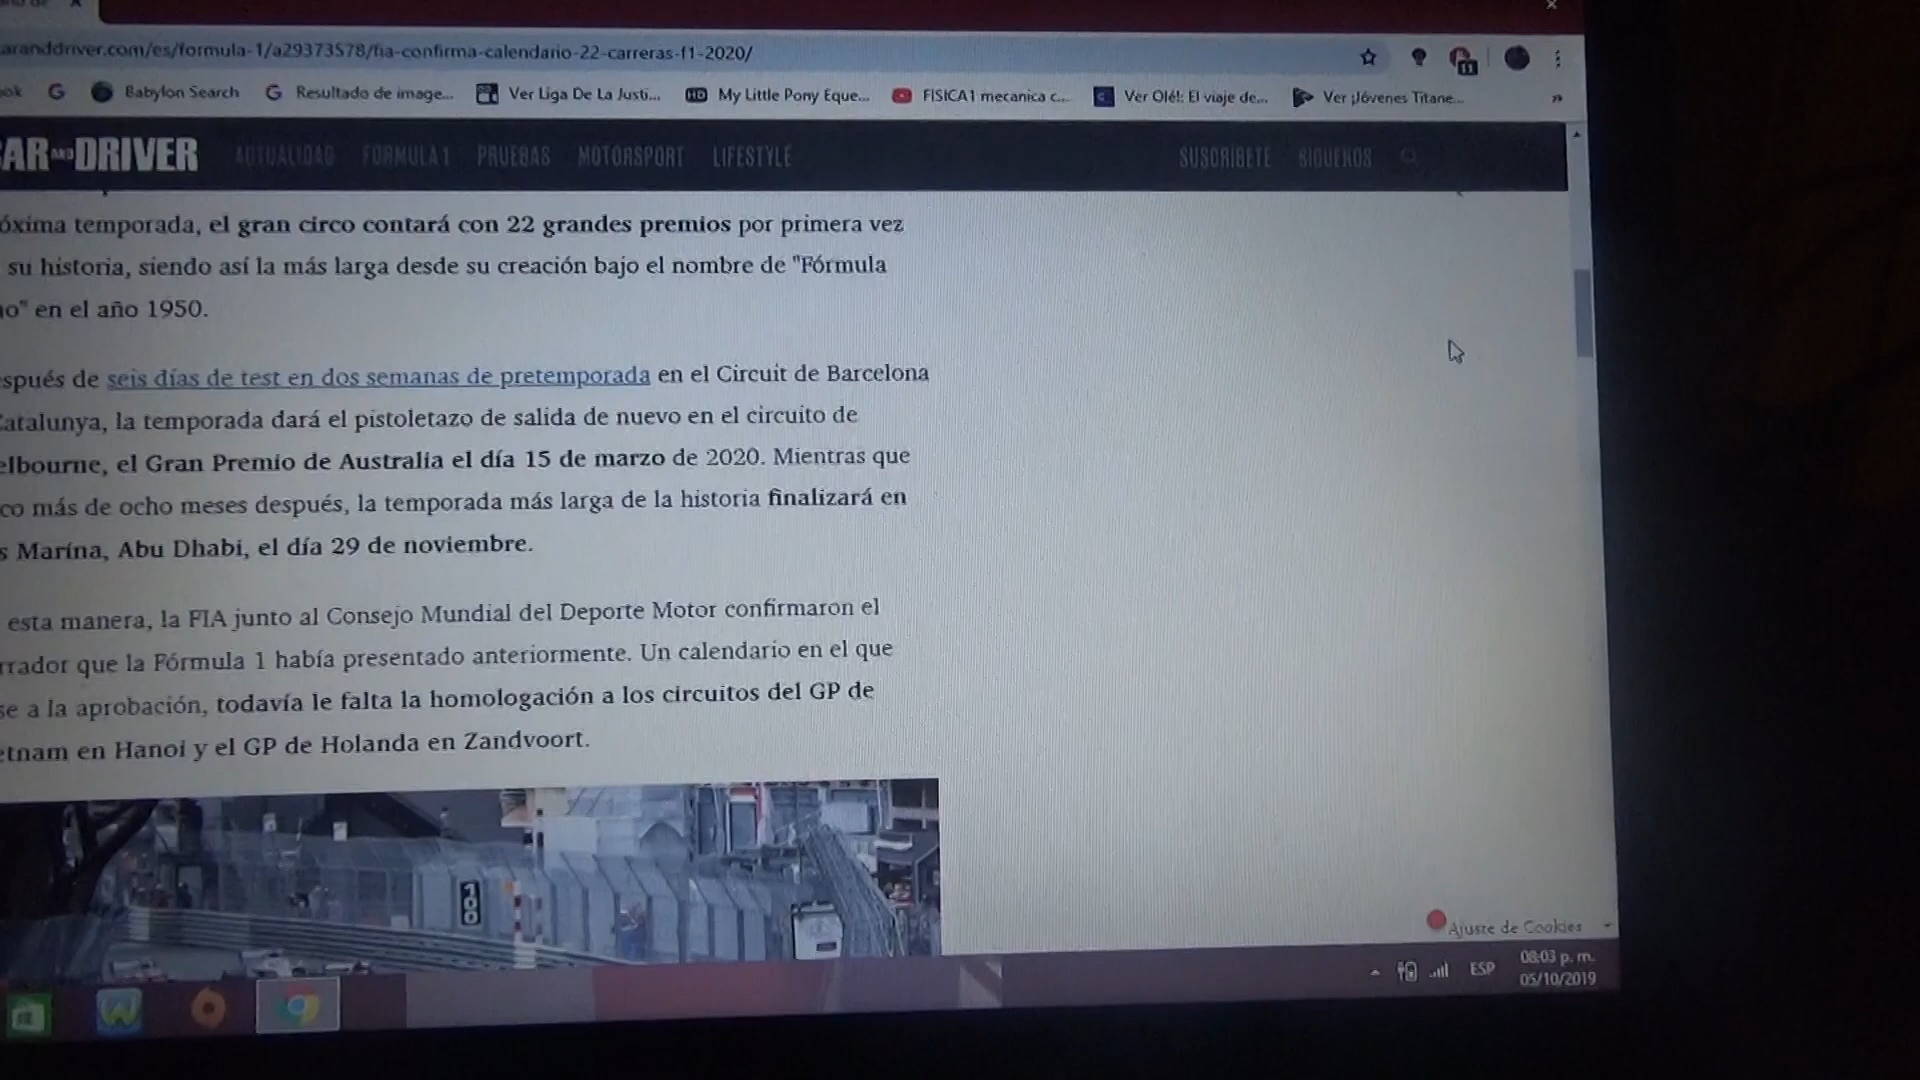 aranddriver.com/es/formula-1/a29373578/fia-confirma-calendario-22-carreras-f1-2020/
11
ok
Babylon Search
Resultado de image...
Ver Liga De La Justi...
HD My Little Pony Eque...
FISICA1 mecanica c...
Ver Olé!: El viaje de...
Ver ¡Jóvenes Titane...
»
AR AND DRIVER
ACTUALIDAD FORMULA 1 PRUEBAS MOTORSPORT LIFESTYLE SUSCRÍBETE SÍGUENOS
óxima temporada, el gran circo contará con 22 grandes premios por primera vez
su historia, siendo así la más larga desde su creación bajo el nombre de "Fórmula
no" en el año 1950.
spués de seis días de test en dos semanas de pretemporada en el Circuit de Barcelona
Catalunya, la temporada dará el pistoletazo de salida de nuevo en el circuito de
elbourne, el Gran Premio de Australia el día 15 de marzo de 2020. Mientras que
co más de ocho meses después, la temporada más larga de la historia finalizará en
s Marina, Abu Dhabi, el día 29 de noviembre.
esta manera, la FIA junto al Consejo Mundial del Deporte Motor confirmaron el
rrador que la Fórmula 1 había presentado anteriormente. Un calendario en el que
se a la aprobación, todavía le falta la homologación a los circuitos del GP de
etnam en Hanoi y el GP de Holanda en Zandvoort.
100
Ajuste de Cookies
ESP
08:03 p. m.
05/10/2019